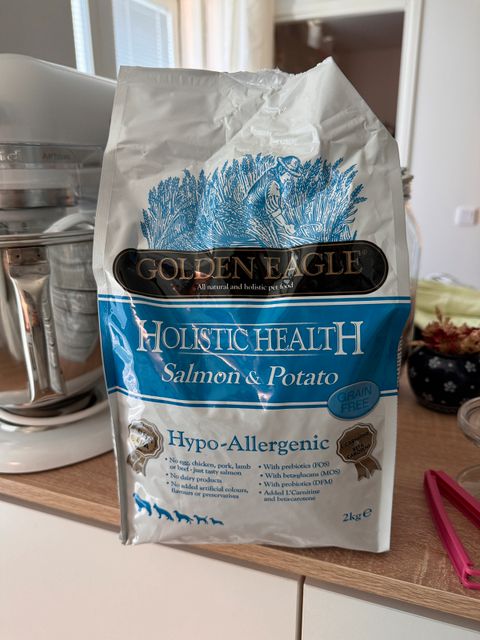 GOLDEN EAGLE
All natural and holistic pet food
HOLISTIC HEALTH
Salmon & Potato
GRAIN
FREE
Hypo-Allergenic
• No egg, chicken, pork, lamb
or beef - just tasty salmon
• No dairy products
• No added artificial colours,
flavours or preservatives
• With prebiotics (FOS)
• With betaglucans (MOS)
• With probiotics (DFM)
• Added L'Carnitine
and beta-carotene
2kg e